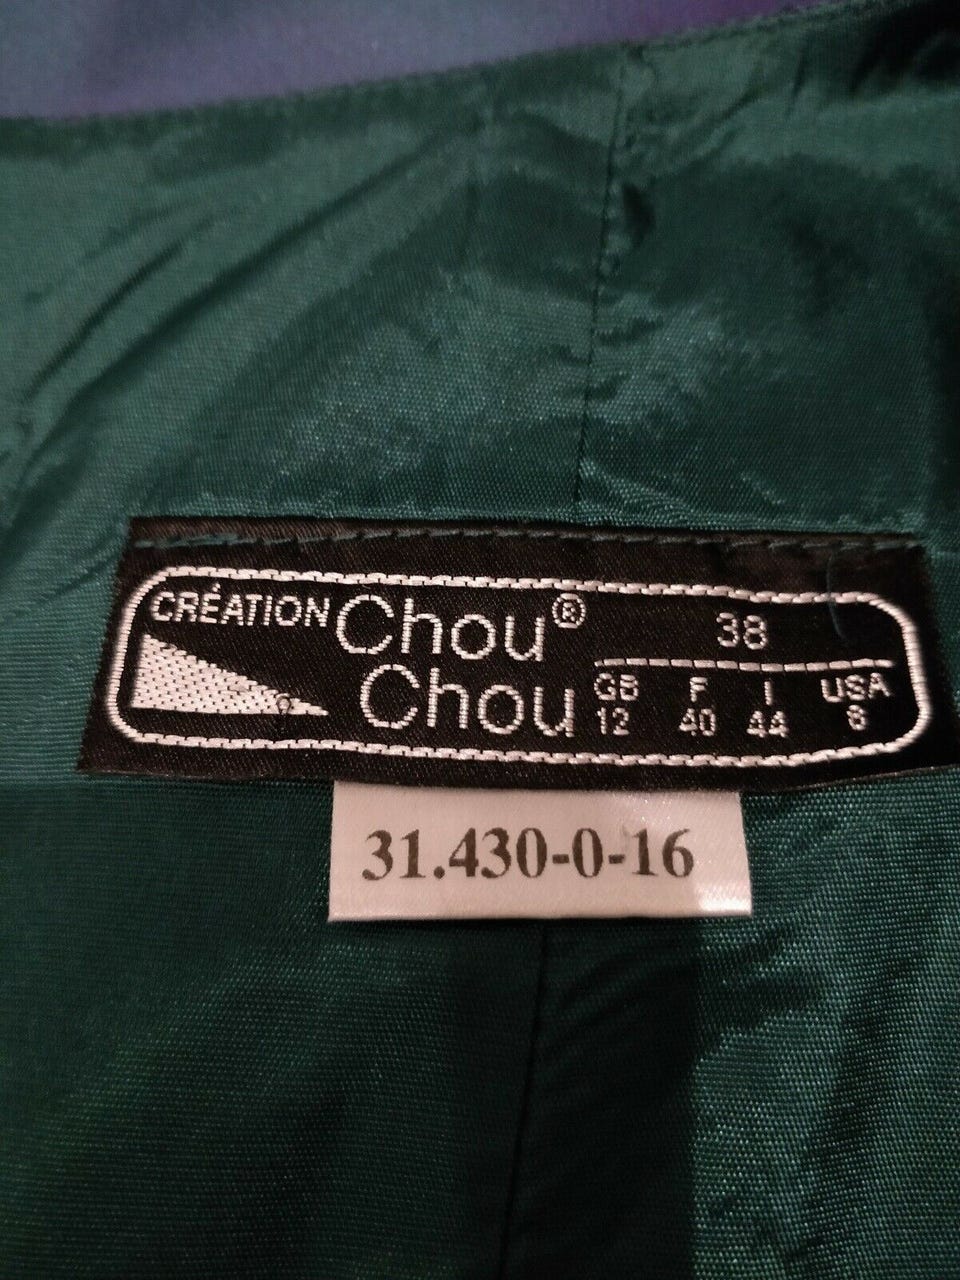 CRÉATION Chou® 38
Chou GB F I USA
12 40 44 8
31.430-0-16